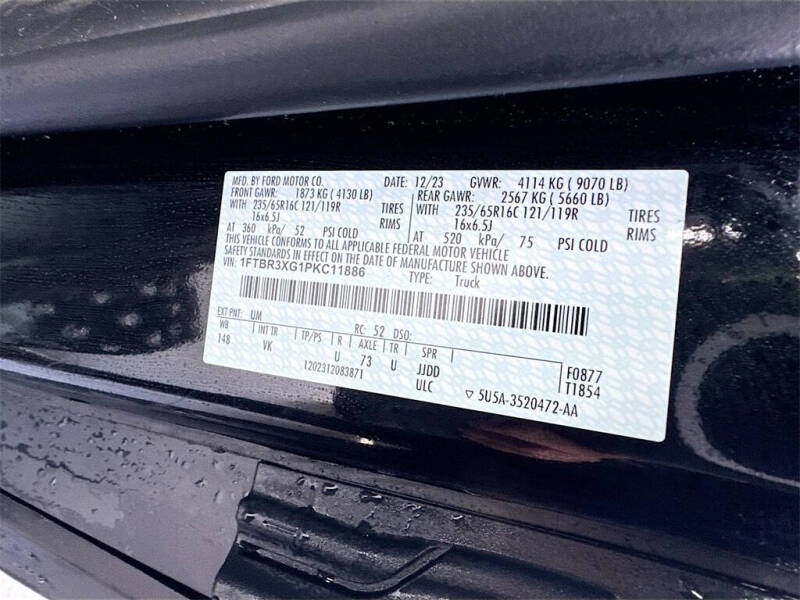 MFD. BY FORD MOTOR CO. DATE: 12/23 GVWR: 4114 KG ( 9070 LB)
FRONT GAWR: 1873 KG ( 4130 LB) REAR GAWR: 2567 KG ( 5660 LB)
WITH 235/65R16C 121/119R TIRES WITH 235/65R16C 121/119R TIRES
16x6.5J RIMS 16x6.5J RIMS
AT 360 kPa/ 52 PSI COLD AT 520 kPa/ 75 PSI COLD
THIS VEHICLE CONFORMS TO ALL APPLICABLE FEDERAL MOTOR VEHICLE
SAFETY STANDARDS IN EFFECT ON THE DATE OF MANUFACTURE SHOWN ABOVE.
VIN: 1FTBR3XG1PKC11886
TYPE: Truck
EXT PNT: UM RC: 52 DSO:
WB INT TR TP/PS R AXLE TR SPR F0877
148 VK U 73 U JJDD T1854
1202312083871 ULC ▽ 5U5A-3520472-AA